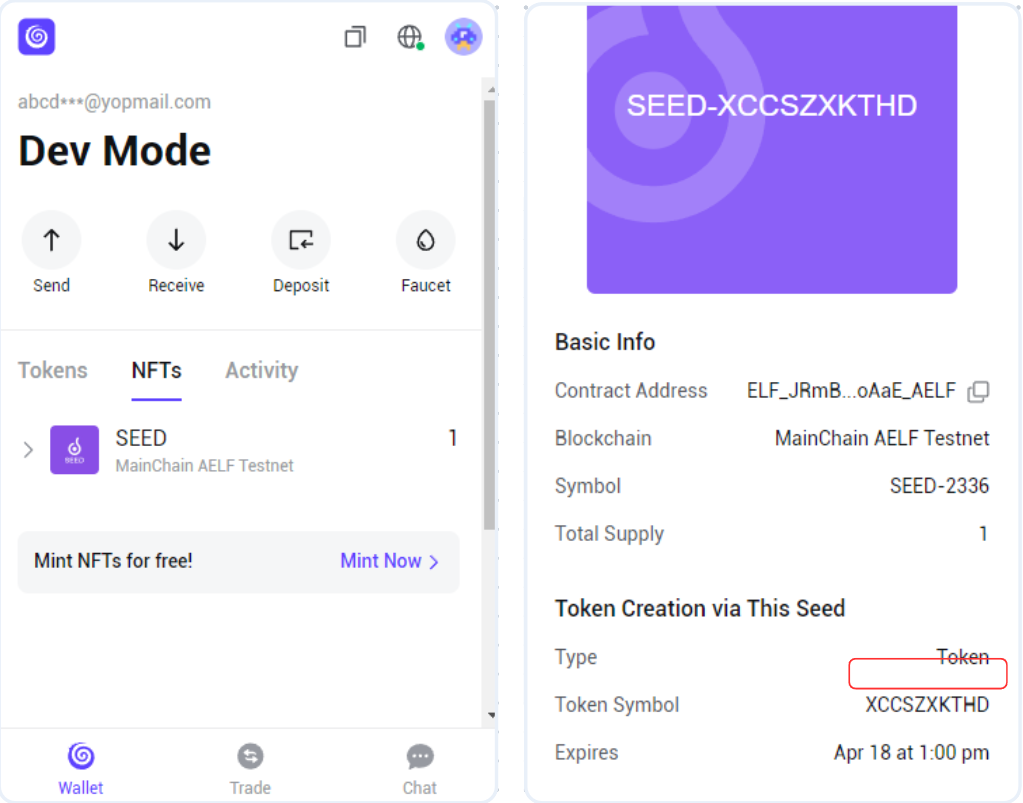 abcd***@yopmail.com
Dev Mode
Send Receive Deposit Faucet
Tokens NFTs Activity
SEED
SEED 1
MainChain AELF Testnet
Mint NFTs for free! Mint Now
Wallet Trade Chat
SEED-XCCSZXKTHD
Basic Info
Contract Address ELF_JRmB...oAaE_AELF
Blockchain MainChain AELF Testnet
Symbol SEED-2336
Total Supply 1
Token Creation via This Seed
Type Token
Token Symbol XCCSZXKTHD
Expires Apr 18 at 1:00 pm